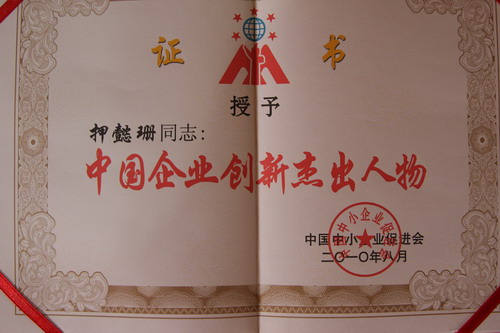 证 书
授予
押懿珊同志：
中国企业创新杰出人物
中国中小企业促进会
二〇一〇年八月